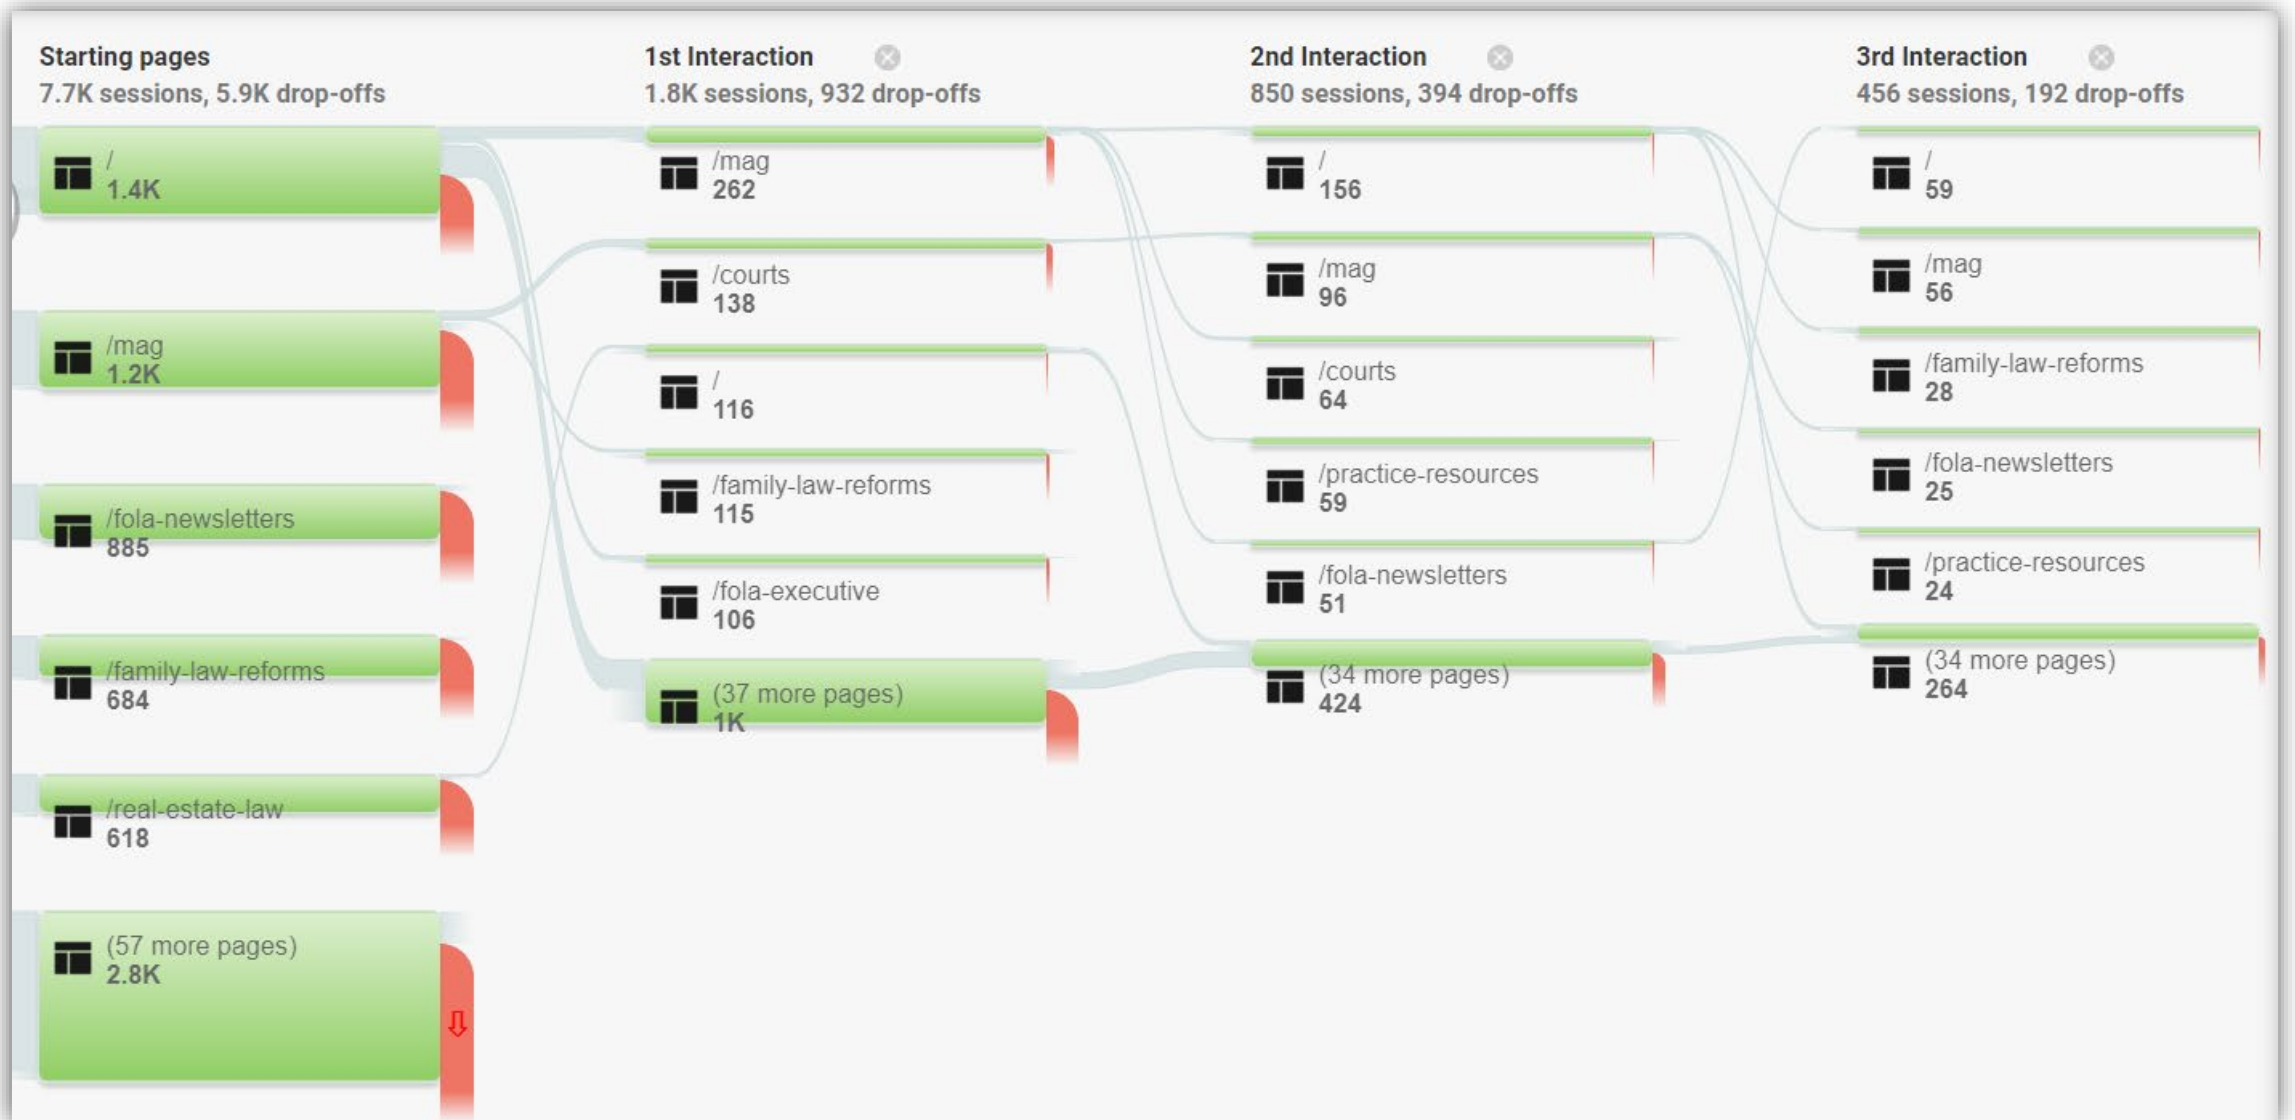 Starting pages
7.7K sessions, 5.9K drop-offs
/
1.4K
/mag
1.2K
/fola-newsletters
885
/family-law-reforms
684
/real-estate-law
618
(57 more pages)
2.8K
1st Interaction
1.8K sessions, 932 drop-offs
/mag
262
/courts
138
/
116
/family-law-reforms
115
/fola-executive
106
(37 more pages)
1K
2nd Interaction
850 sessions, 394 drop-offs
/
156
/mag
96
/courts
64
/practice-resources
59
/fola-newsletters
51
(34 more pages)
424
3rd Interaction
456 sessions, 192 drop-offs
/
59
/mag
56
/family-law-reforms
28
/fola-newsletters
25
/practice-resources
24
(34 more pages)
264